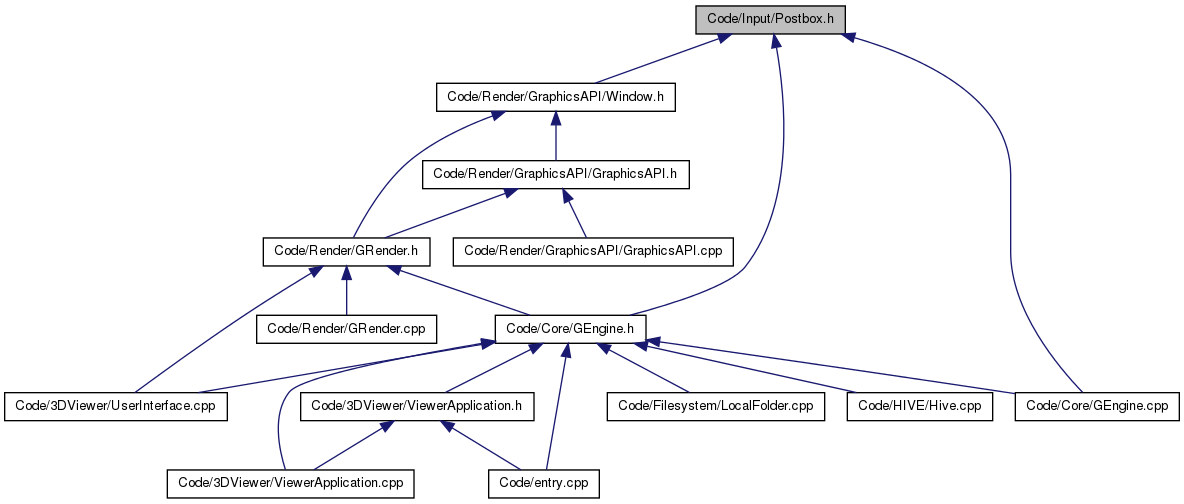 Code/Input/Postbox.h
Code/Render/GraphicsAPI/Window.h
Code/Render/GraphicsAPI/GraphicsAPI.h
Code/Render/GRender.h
Code/Render/GraphicsAPI/GraphicsAPI.cpp
Code/Render/GRender.cpp
Code/Core/GEngine.h
Code/3DViewer/UserInterface.cpp
Code/3DViewer/ViewerApplication.h
Code/Filesystem/LocalFolder.cpp
Code/HIVE/Hive.cpp
Code/Core/GEngine.cpp
Code/3DViewer/ViewerApplication.cpp
Code/entry.cpp